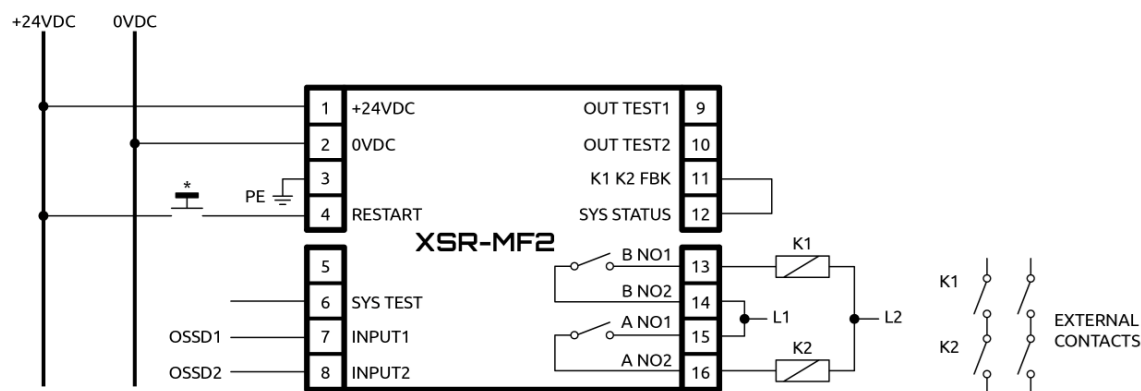 +24VDC 0VDC
1 +24VDC OUT TEST1 9
2 0VDC OUT TEST2 10
PE 3 K1 K2 FBK 11
* 4 RESTART SYS STATUS 12
XSR-MF2
5 B NO1 13 K1
6 SYS TEST B NO2 14
L1 L2
OSSD1 7 INPUT1 A NO1 15
OSSD2 8 INPUT2 A NO2 16 K2
K1
K2
EXTERNAL
CONTACTS